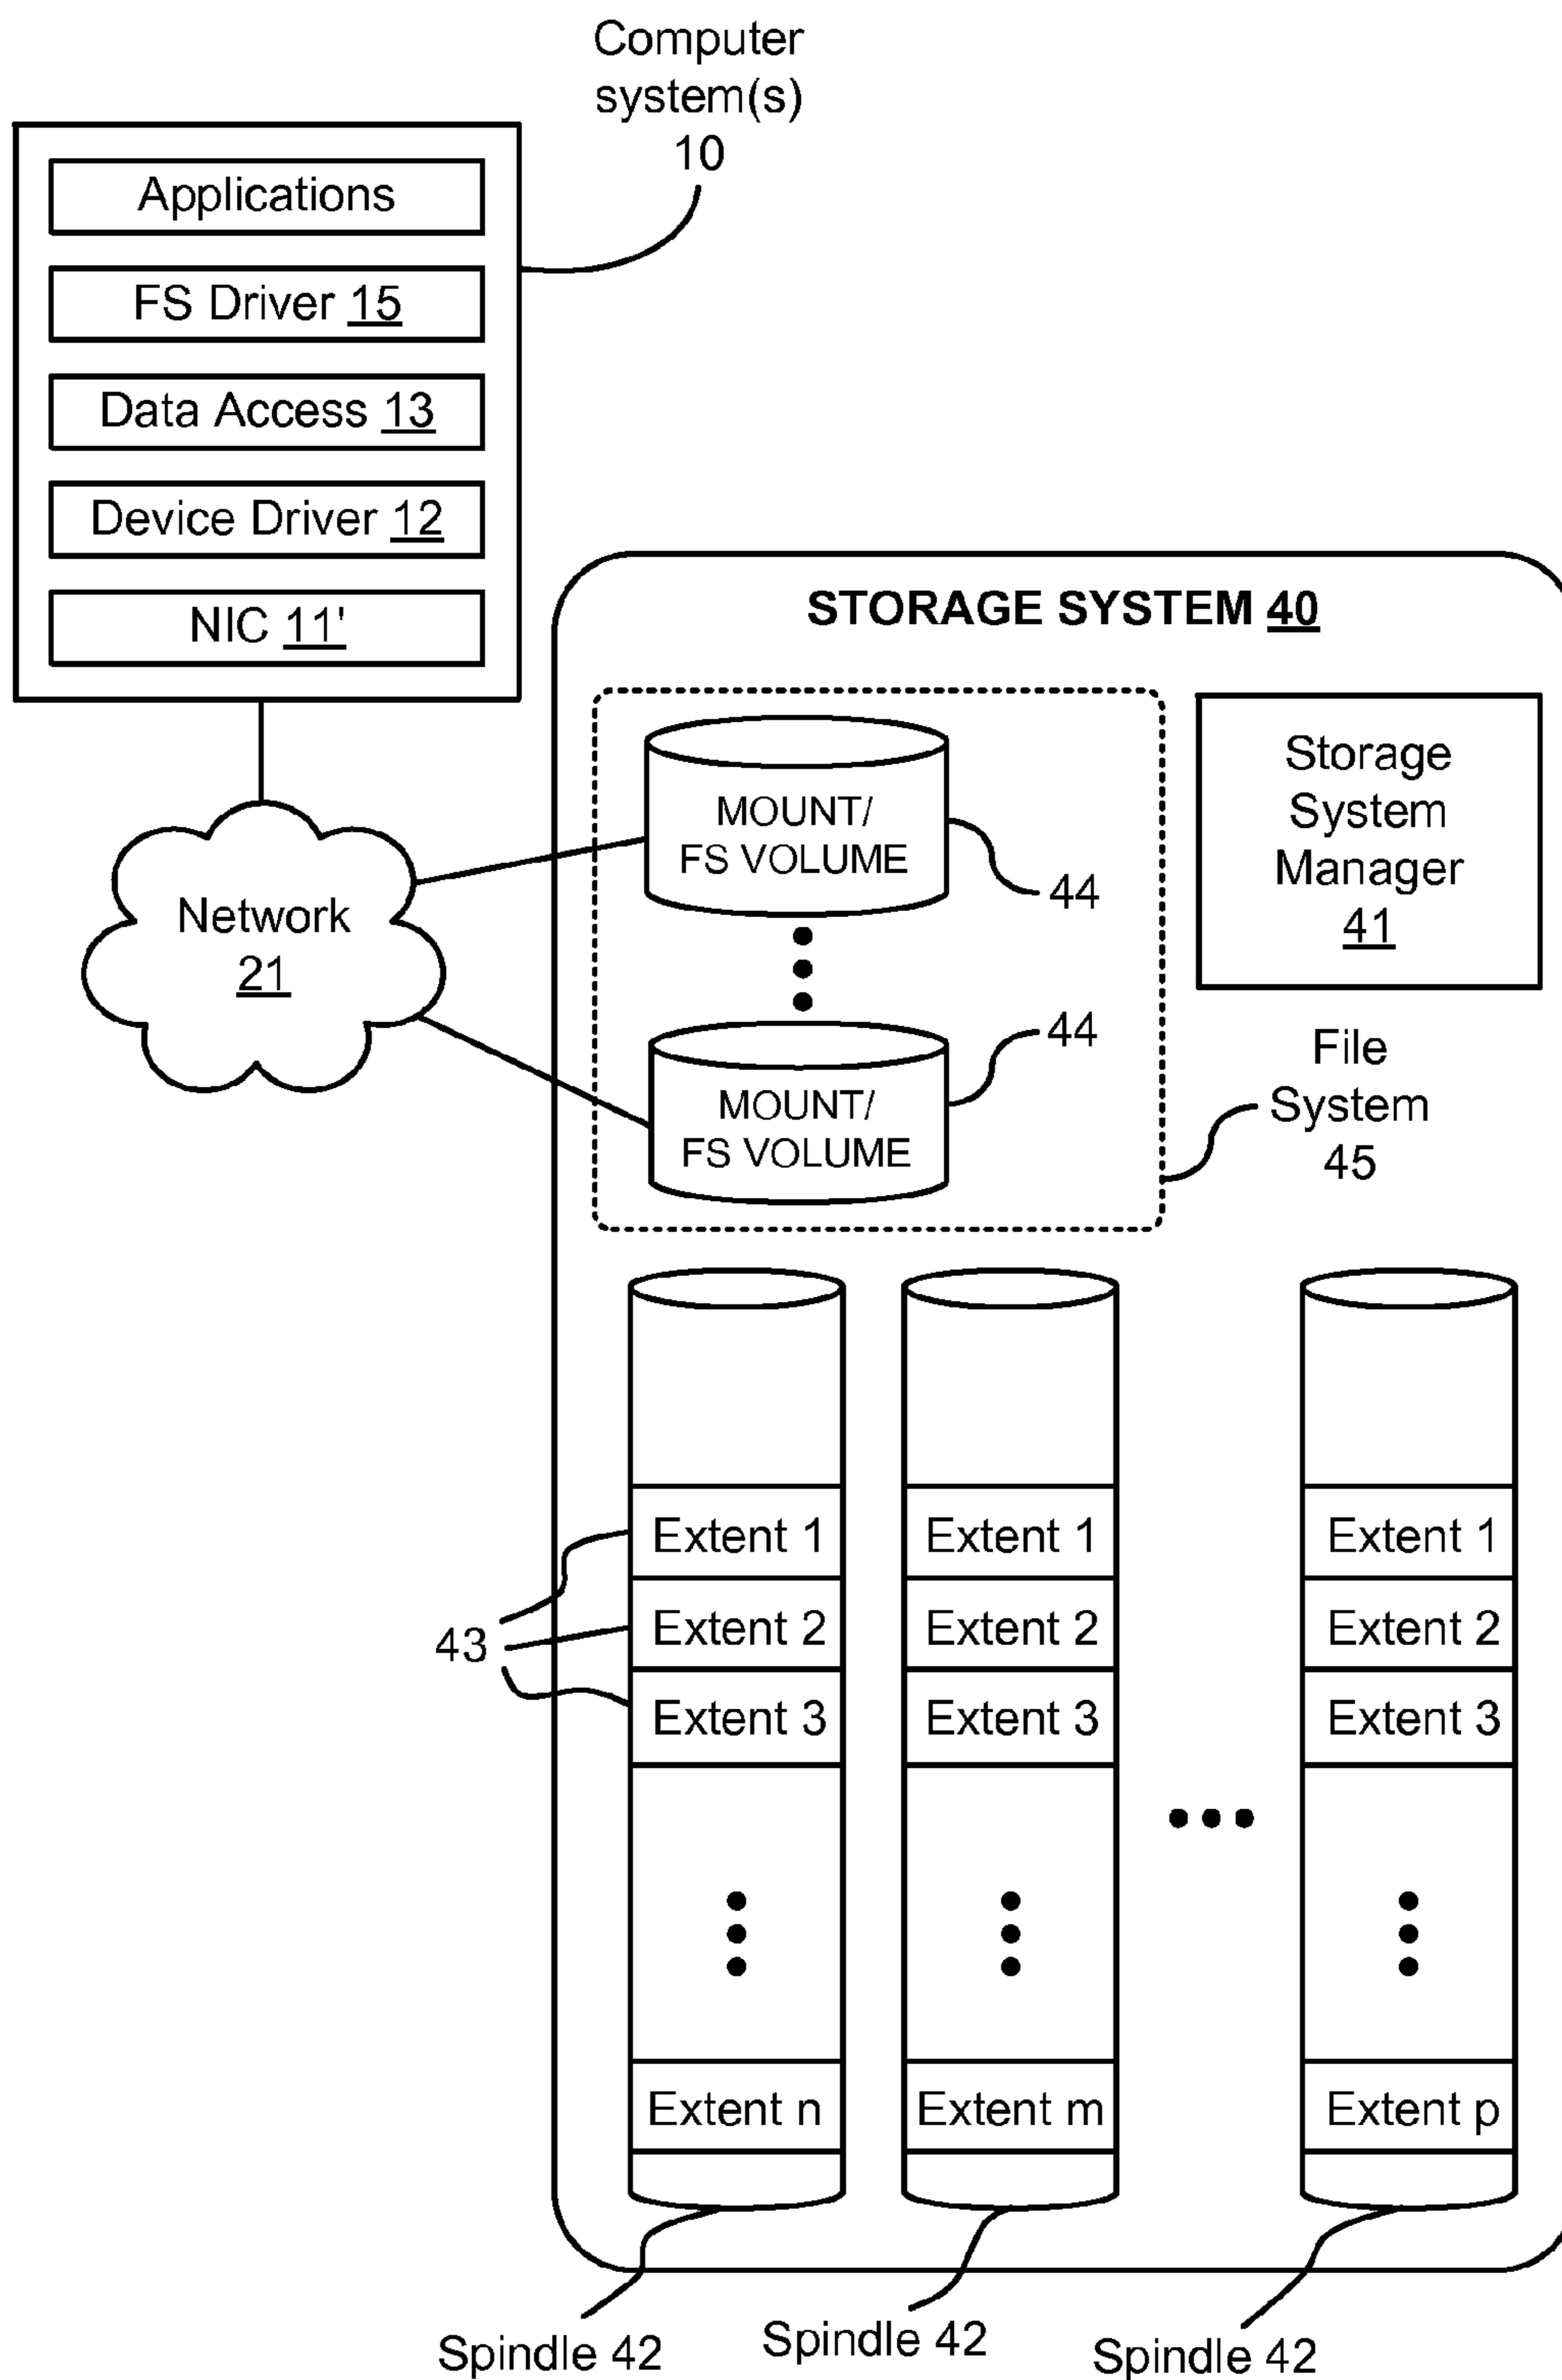 Computer
system(s)
10
Applications
FS Driver 15
Data Access 13
Device Driver 12
NIC 11'
STORAGE SYSTEM 40
MOUNT/
FS VOLUME
44
Storage
System
Manager
41
Network
21
MOUNT/
FS VOLUME
44
File
System
45
Extent 1
Extent 1
Extent 1
Extent 2
Extent 2
Extent 2
43
Extent 3
Extent 3
Extent 3
Extent n
Extent m
Extent p
Spindle 42
Spindle 42
Spindle 42